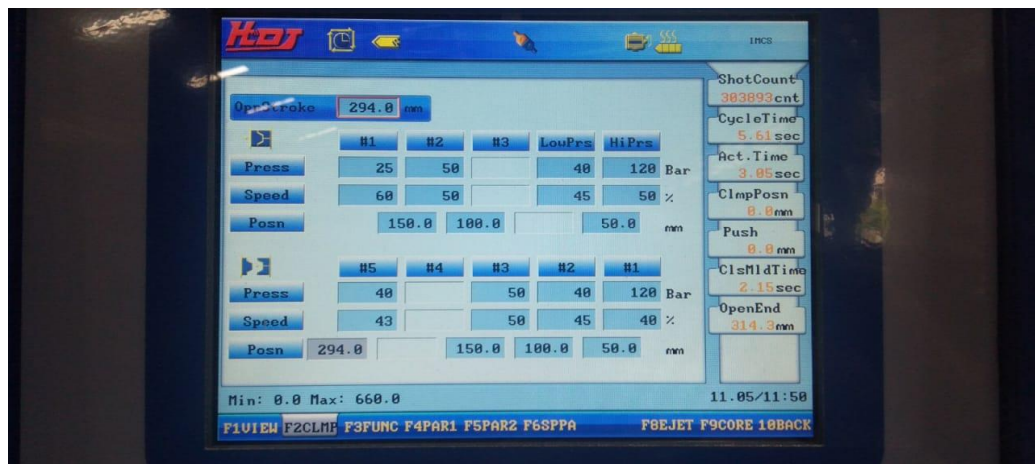 HDJ
IMCS
OpnStroke 294.0 mm
#1 #2 #3 LowPrs HiPrs
Press 25 50 40 120 Bar
Speed 60 50 45 50 %
Posn 150.0 100.0 50.0 mm
#5 #4 #3 #2 #1
Press 40 50 40 120 Bar
Speed 43 50 45 40 %
Posn 294.0 150.0 100.0 50.0 mm
Min: 0.0 Max: 660.0
ShotCount
303893cnt
CycleTime
5.61sec
Act.Time
3.05sec
ClmpPosn
0.0mm
Push
0.0mm
ClsMldTime
2.15sec
OpenEnd
314.3mm
11.05/11:50
F1VIEW F2CLMP F3FUNC F4PAR1 F5PAR2 F6SPPA F8EJET F9CORE 10BACK